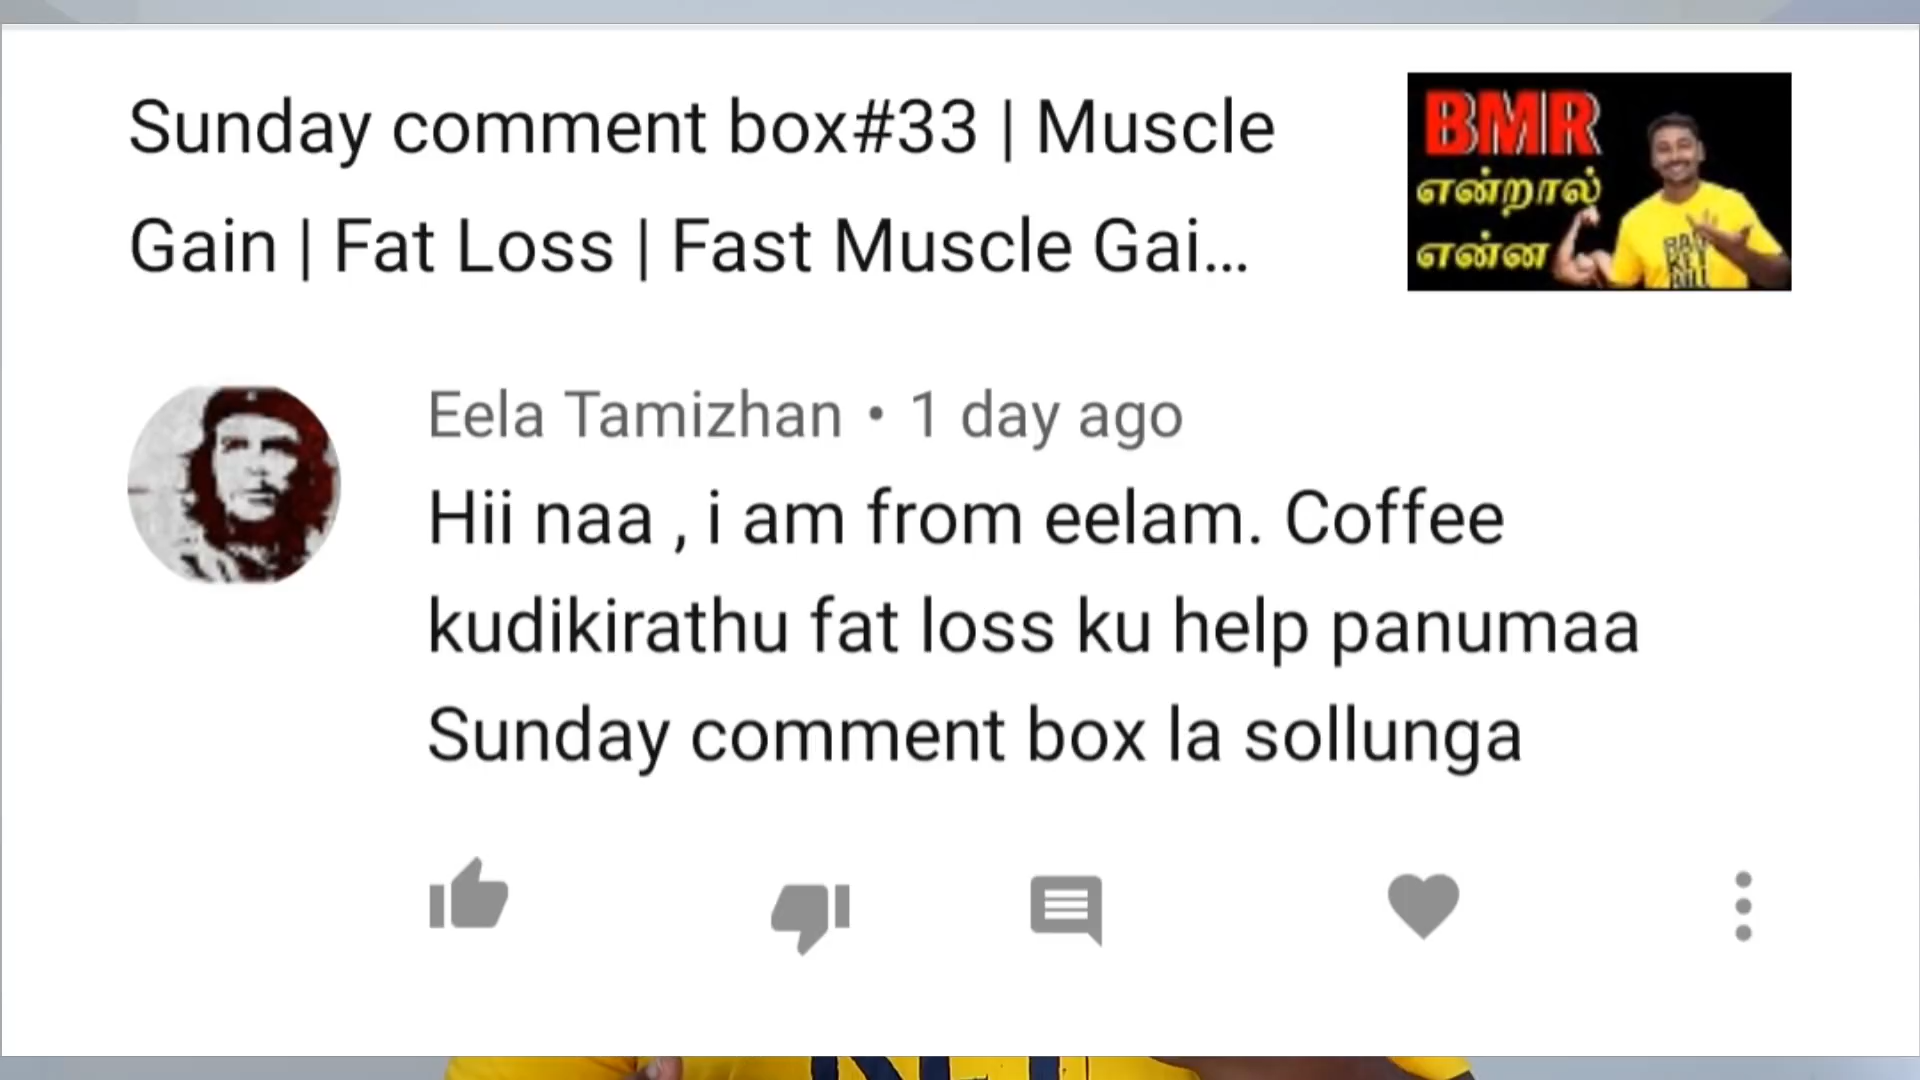 Sunday comment box#33 | Muscle
Gain | Fat Loss | Fast Muscle Gai...
BMR
என்றால்
என்ன
Eela Tamizhan • 1 day ago
Hii naa , i am from eelam. Coffee
kudikirathu fat loss ku help panumaa
Sunday comment box la sollunga